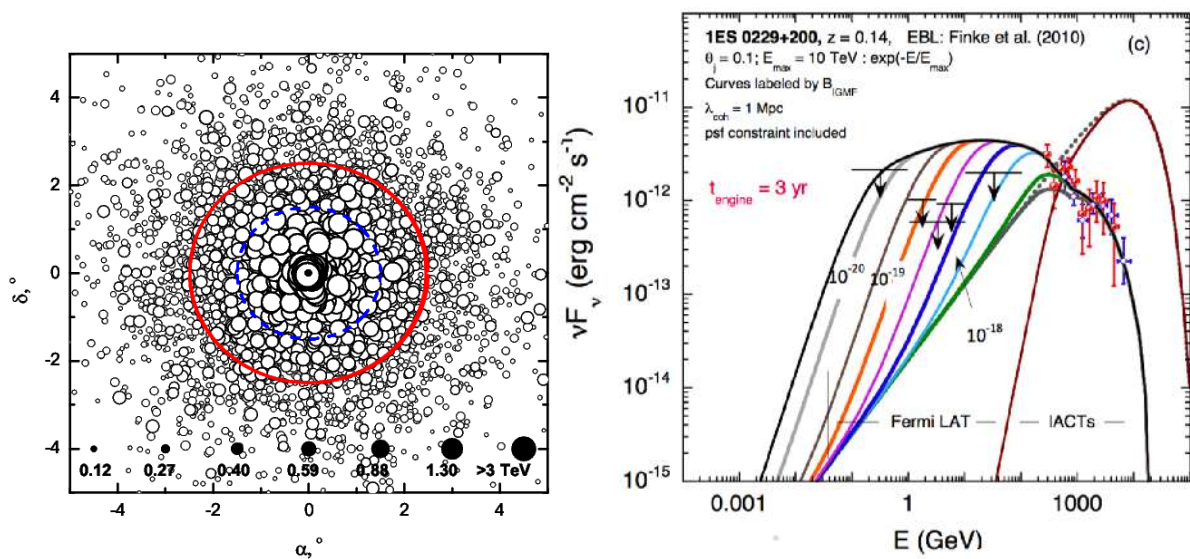 δ,°
4
2
0
-2
-4
0.12 0.27 0.40 0.59 0.88 1.30 >3 TeV
-4 -2 0 2 4
α,°
1ES 0229+200, z = 0.14, EBL: Finke et al. (2010) (c)
θj = 0.1; Emax = 10 TeV : exp(-E/Emax)
Curves labeled by BIGMF
λcoh = 1 Mpc
psf constraint included
tengine = 3 yr
νFν (erg cm-2 s-1)
10-11
10-12
10-13
10-14
10-15
10-20
10-19
10-18
Fermi LAT
IACTs
0.001 1 1000
E (GeV)